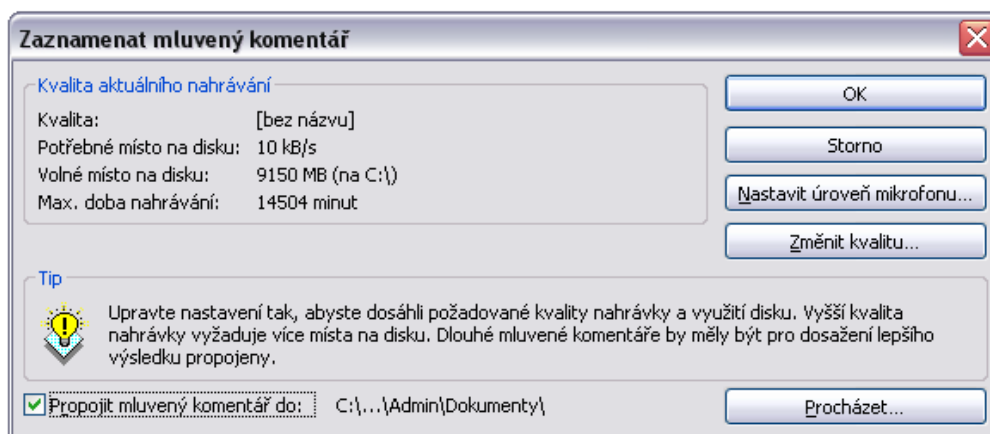 Zaznamenat mluvený komentář
Kvalita aktuálního nahrávání
Kvalita: [bez názvu]
Potřebné místo na disku: 10 kB/s
Volné místo na disku: 9150 MB (na C:\)
Max. doba nahrávání: 14504 minut
OK
Storno
Nastavit úroveň mikrofonu...
Změnit kvalitu...
Tip
Upravte nastavení tak, abyste dosáhli požadované kvality nahrávky a využití disku. Vyšší kvalita
nahrávky vyžaduje více místa na disku. Dlouhé mluvené komentáře by měly být pro dosažení lepšího
výsledku propojeny.
Propojit mluvený komentář do: C:\...\Admin\Dokumenty\
Procházet...